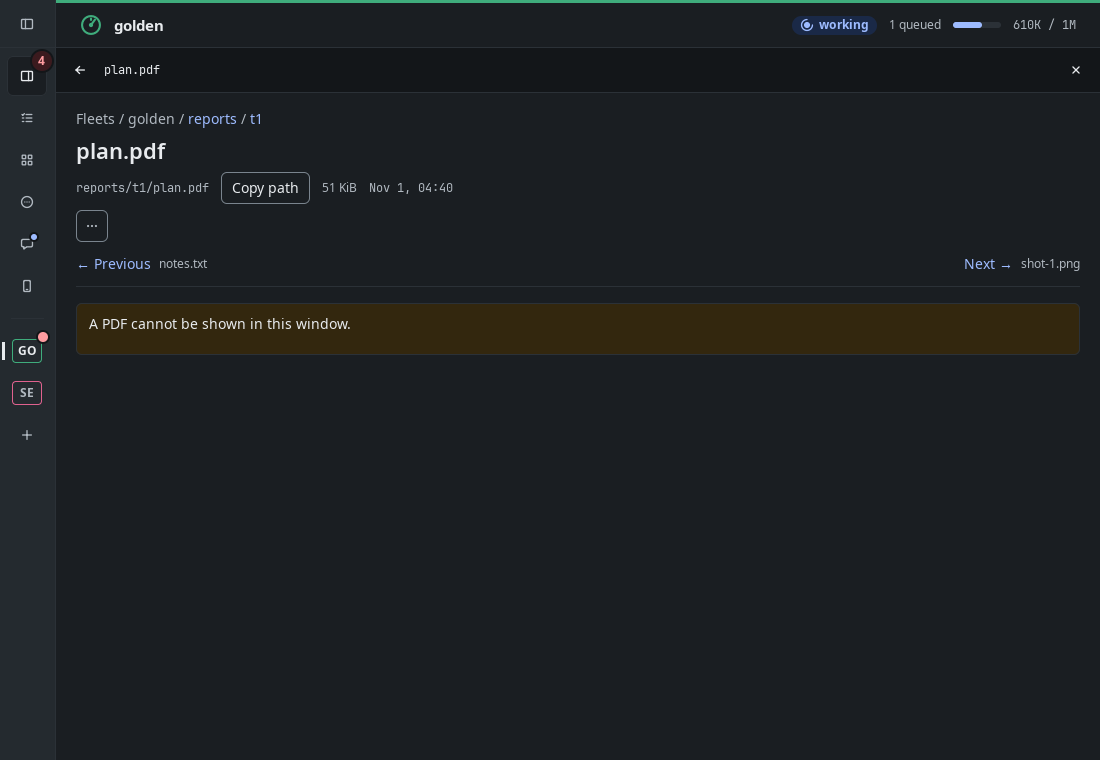 golden
working
1 queued
610K / 1M
4
plan.pdf
Fleets / golden / reports / t1
plan.pdf
reports/t1/plan.pdf
Copy path
51 KiB
Nov 1, 04:40
...
← Previous notes.txt
Next → shot-1.png
A PDF cannot be shown in this window.
GO
SE